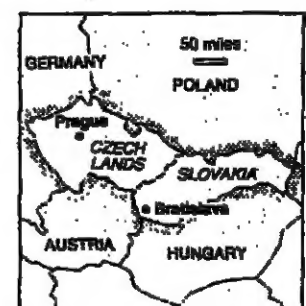 50 miles
GERMANY
POLAND
Prague
CZECH
LANDS
SLOVAKIA
Bratislava
AUSTRIA
HUNGARY